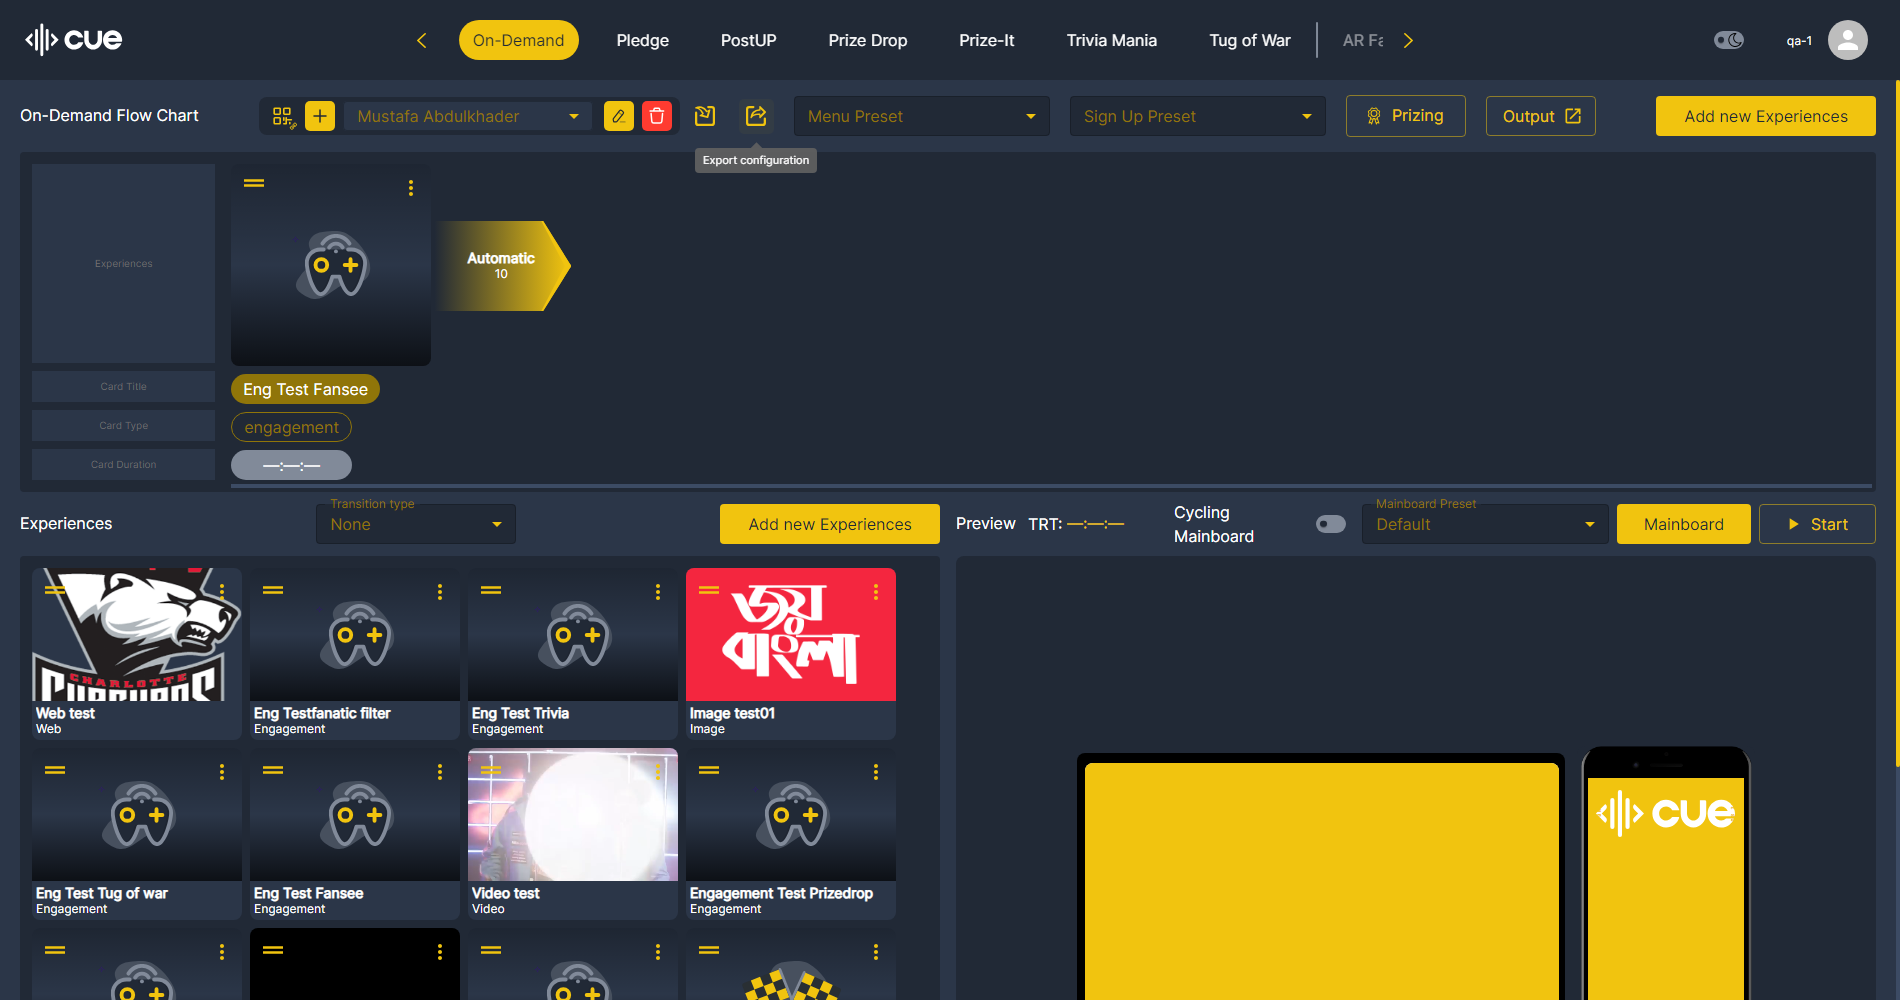 cue
On-Demand
Pledge
PostUP
Prize Drop
Prize-It
Trivia Mania
Tug of War
AR Fa
qa-1
On-Demand Flow Chart
Mustafa Abdulkhader
Menu Preset
Sign Up Preset
Prizing
Output
Add new Experiences
Export configuration
Experiences
Automatic
10
Card Title
Eng Test Fansee
Card Type
engagement
Card Duration
—:—:—
Experiences
Transition type
None
Add new Experiences
Preview TRT: —:—:—
Cycling
Mainboard
Mainboard Preset
Default
Mainboard
Start
CHARLOTTE
জয়
বাংলা
Web test
Web
Eng Testfanatic filter
Engagement
Eng Test Trivia
Engagement
Image test01
Image
Eng Test Tug of war
Engagement
Eng Test Fansee
Engagement
Video test
Video
Engagement Test Prizedrop
Engagement
cue